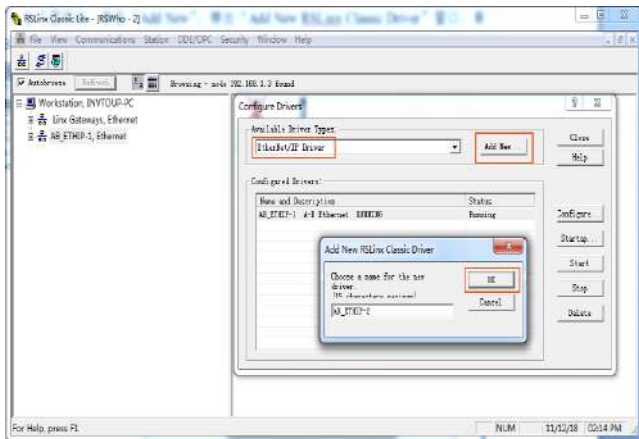 RSLinx Classic Lite - [RSWho - 2]
File View Communications Station DDE/OPC Security Window Help
Autobrowse Refresh Browsing - node 192.168.1.3 found
Workstation, INVTOUP-PC
Linx Gateways, Ethernet
AB_ETHIP-1, Ethernet
Configure Drivers
Available Driver Types:
EtherNet/IP Driver
Add New...
Close
Help
Configured Drivers:
Name and Description Status
AB_ETHIP-1 A-B Ethernet RUNNING Running
Configure...
Startup...
Start
Stop
Delete
Add New RSLinx Classic Driver
Choose a name for the new
driver.
(15 characters maximum)
AB_ETHIP-2
OK
Cancel
For Help, press F1 NUM 11/12/18 02:14 PM